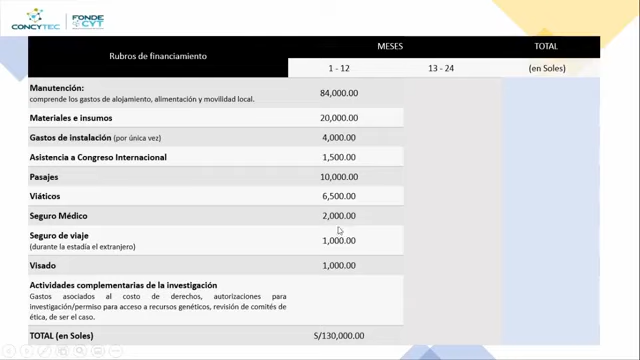 CONCYTEC
FONDE
CYT
Rubros de financiamiento
MESES
TOTAL
1 - 12
13 - 24
(en Soles)
Manutención:
comprende los gastos de alojamiento, alimentación y movilidad local.
84,000.00
Materiales e insumos
20,000.00
Gastos de instalación (por única vez)
4,000.00
Asistencia a Congreso Internacional
1,500.00
Pasajes
10,000.00
Viáticos
6,500.00
Seguro Médico
2,000.00
Seguro de viaje
(durante la estadía el extranjero)
1,000.00
Visado
1,000.00
Actividades complementarias de la investigación
Gastos asociados al costo de derechos, autorizaciones para
investigación/permiso para acceso a recursos genéticos, revisión de comités de
ética, de ser el caso.
TOTAL (en Soles)
S/130,000.00